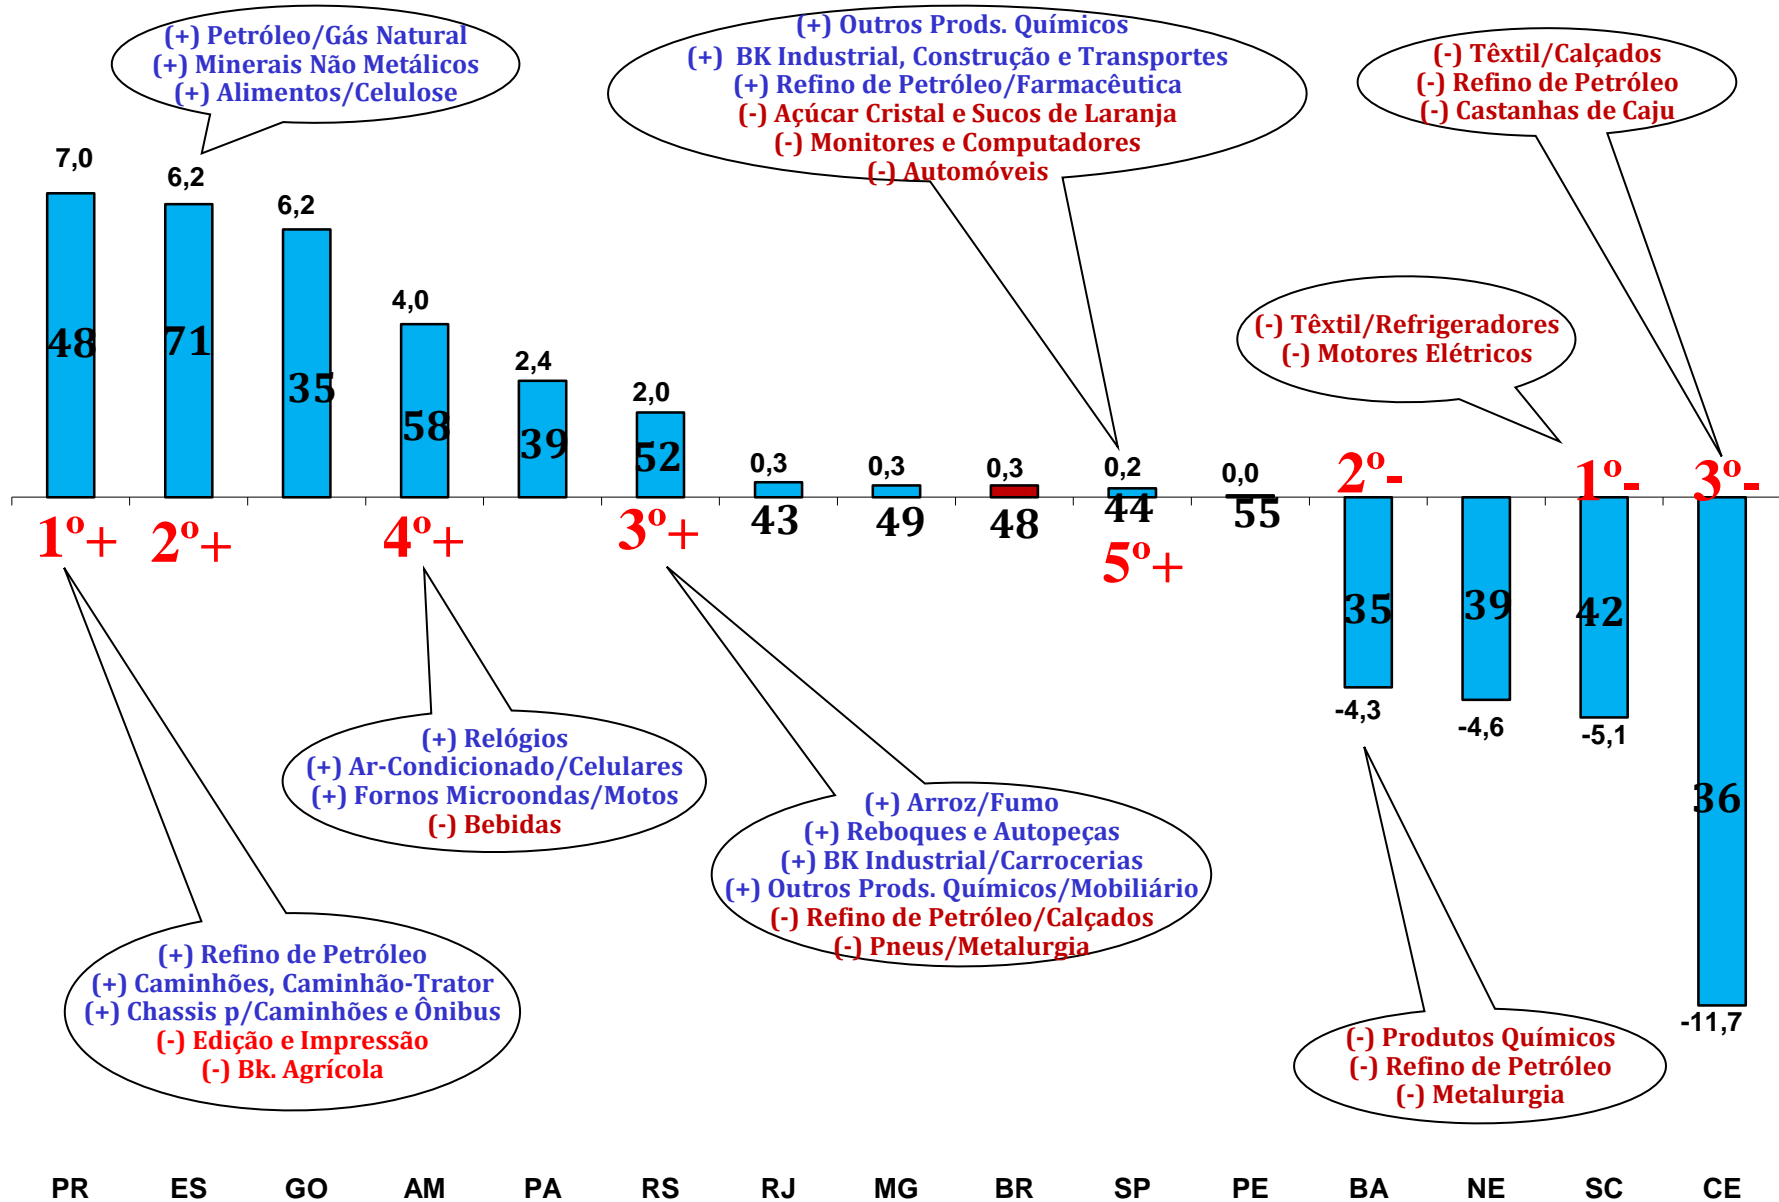 (+) Petróleo/Gás Natural
(+) Minerais Não Metálicos
(+) Alimentos/Celulose
(+) Outros Prods. Químicos
(+) BK Industrial, Construção e Transportes
(+) Refino de Petróleo/Farmacêutica
(-) Açúcar Cristal e Sucos de Laranja
(-) Monitores e Computadores
(-) Automóveis
(-) Têxtil/Calçados
(-) Refino de Petróleo
(-) Castanhas de Caju
(-) Têxtil/Refrigeradores
(-) Motores Elétricos
7,0
6,2
6,2
4,0
2,4
2,0
0,3
0,3
0,3
0,2
0,0
48
71
35
58
39
52
43
49
48
44
55
2º-
1º-
3º-
1º+
2º+
4º+
3º+
5º+
35
39
42
36
-4,3
-4,6
-5,1
-11,7
(+) Relógios
(+) Ar-Condicionado/Celulares
(+) Fornos Microondas/Motos
(-) Bebidas
(+) Arroz/Fumo
(+) Reboques e Autopeças
(+) BK Industrial/Carrocerias
(+) Outros Prods. Químicos/Mobiliário
(-) Refino de Petróleo/Calçados
(-) Pneus/Metalurgia
(+) Refino de Petróleo
(+) Caminhões, Caminhão-Trator
(+) Chassis p/Caminhões e Ônibus
(-) Edição e Impressão
(-) Bk. Agrícola
(-) Produtos Químicos
(-) Refino de Petróleo
(-) Metalurgia
PR ES GO AM PA RS RJ MG BR SP PE BA NE SC CE